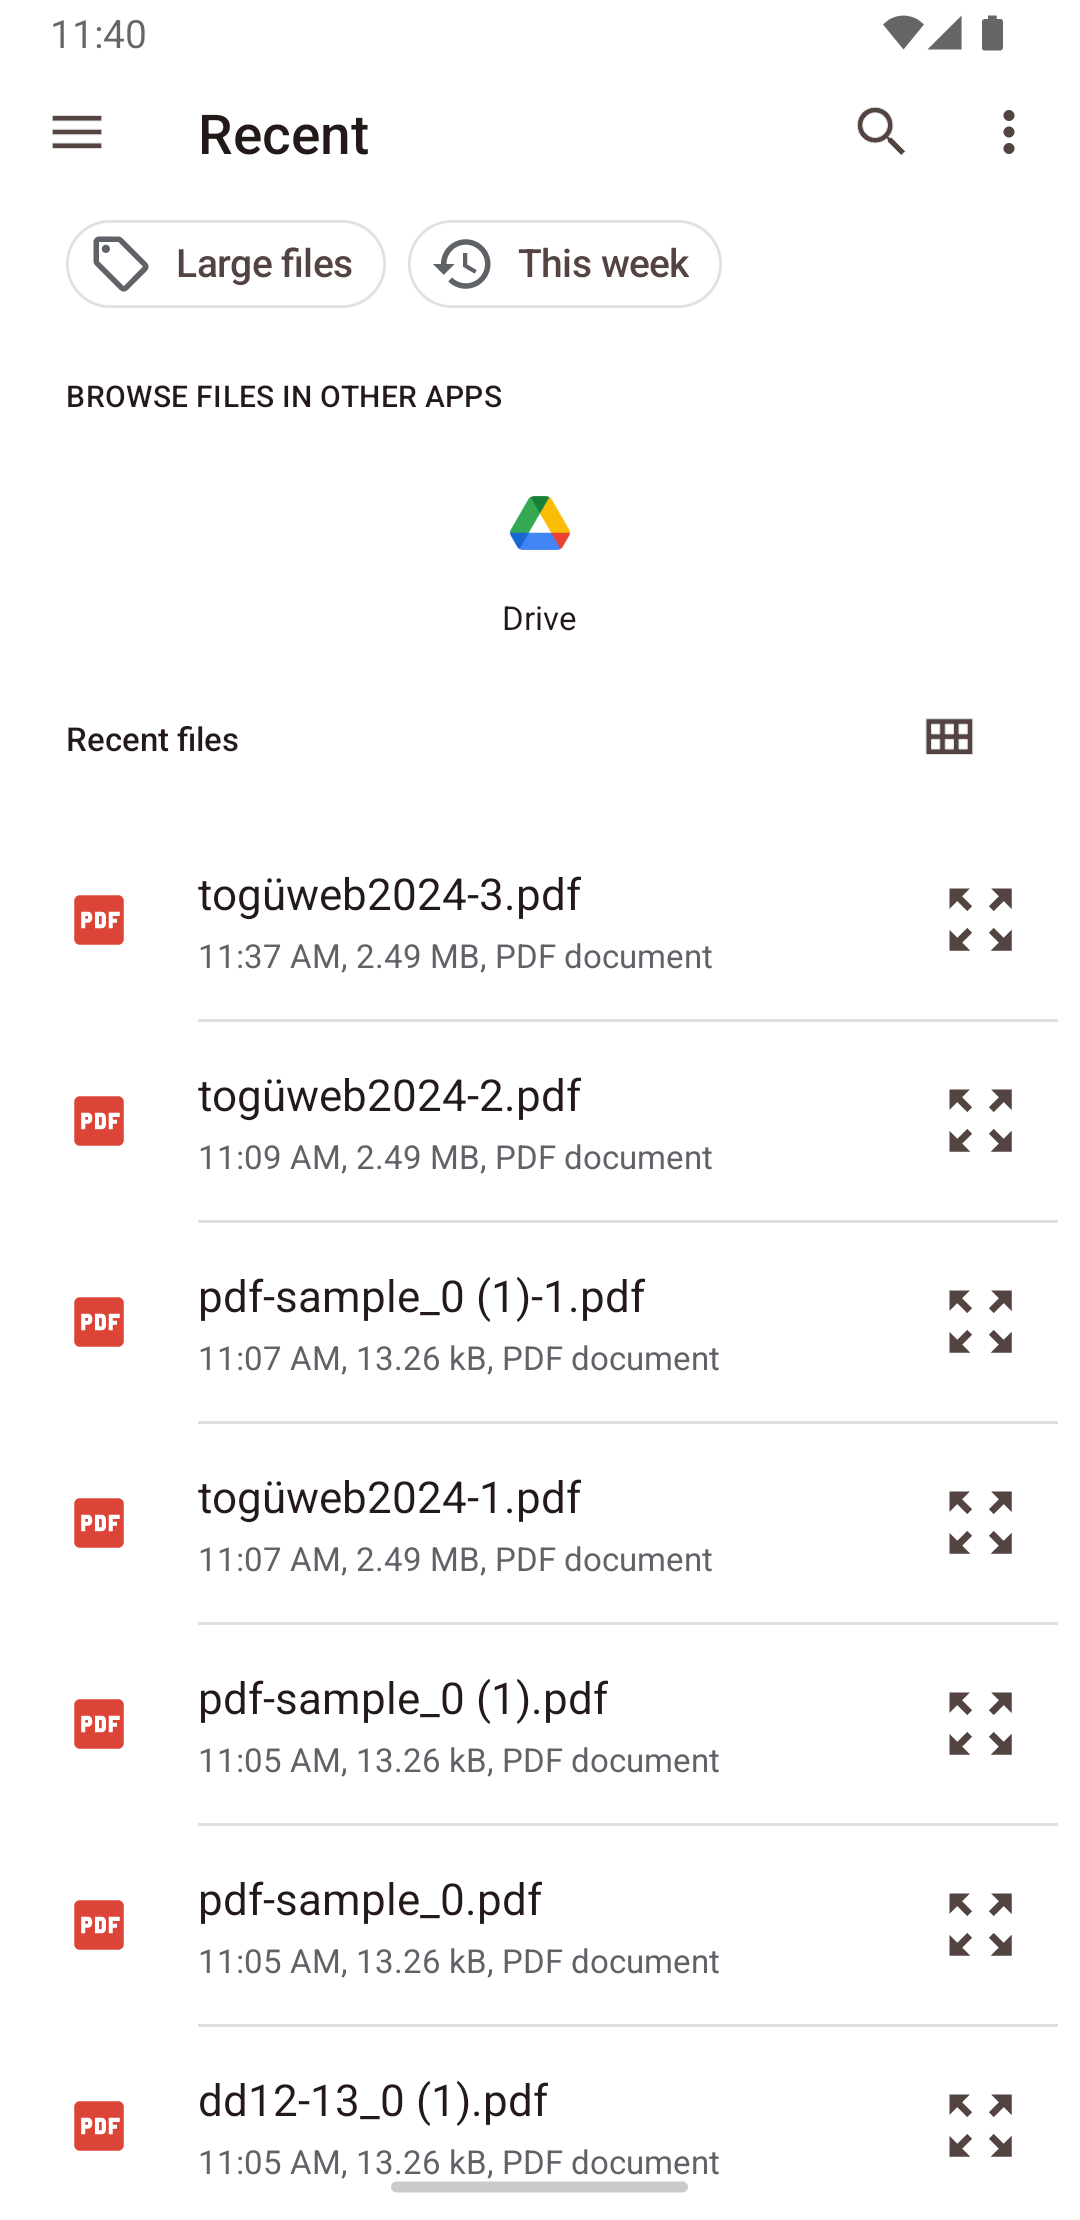 11:40
Recent
Large files
This week
BROWSE FILES IN OTHER APPS
Drive
Recent files
PDF
togüweb2024-3.pdf
11:37 AM, 2.49 MB, PDF document
PDF
togüweb2024-2.pdf
11:09 AM, 2.49 MB, PDF document
PDF
pdf-sample_0 (1)-1.pdf
11:07 AM, 13.26 kB, PDF document
PDF
togüweb2024-1.pdf
11:07 AM, 2.49 MB, PDF document
PDF
pdf-sample_0 (1).pdf
11:05 AM, 13.26 kB, PDF document
PDF
pdf-sample_0.pdf
11:05 AM, 13.26 kB, PDF document
PDF
dd12-13_0 (1).pdf
11:05 AM, 13.26 kB, PDF document